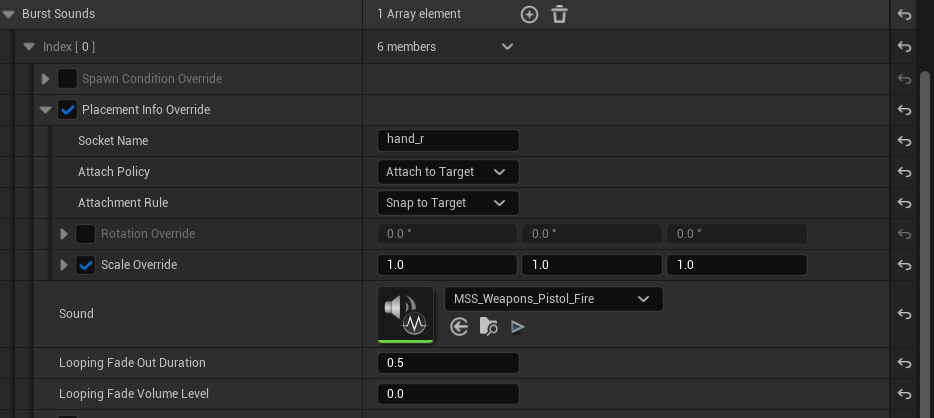 Burst Sounds 1 Array element
Index [ 0 ] 6 members
Spawn Condition Override
Placement Info Override
Socket Name hand_r
Attach Policy Attach to Target
Attachment Rule Snap to Target
Rotation Override 0.0 ° 0.0 ° 0.0 °
Scale Override 1.0 1.0 1.0
Sound MSS_Weapons_Pistol_Fire
Looping Fade Out Duration 0.5
Looping Fade Volume Level 0.0